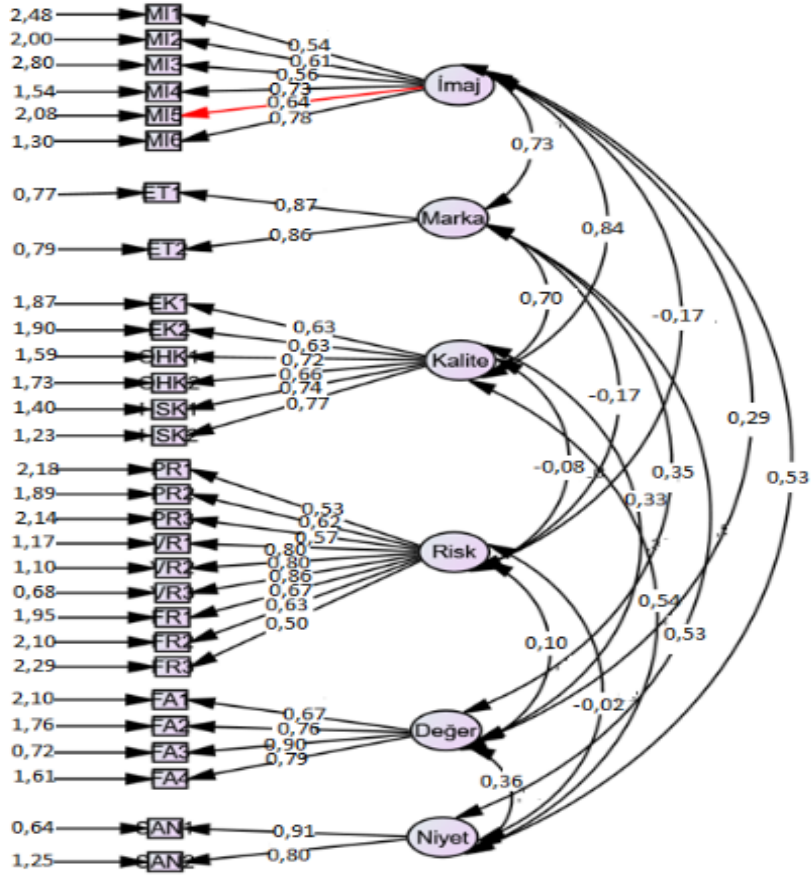 2,48 MI1 0,54
2,00 MI2 0,61
2,80 MI3 0,56
1,54 MI4 0,73
2,08 MI5 0,64
1,30 MI6 0,78
İmaj
0,73
0,77 ET1 0,87
0,79 ET2 0,86
Marka
0,84
0,70
-0,17
1,87 EK1 0,63
1,90 EK2 0,63
1,59 0,72
1,73 0,66
1,40 0,74
1,23 0,77
Kalite
-0,17
0,29
-0,08
0,35
0,53
0,33
2,18 PR1 0,53
1,89 PR2 0,62
2,14 PR3 0,57
1,17 VR1 0,80
1,10 VR2 0,80
0,68 VR3 0,86
1,95 FR1 0,67
2,10 FR2 0,63
2,29 FR3 0,50
Risk
0,54
0,53
0,10
-0,02
2,10 FA1 0,67
1,76 FA2 0,76
0,72 FA3 0,90
1,61 FA4 0,79
Değer
0,36
0,64 0,91
1,25 0,80
Niyet